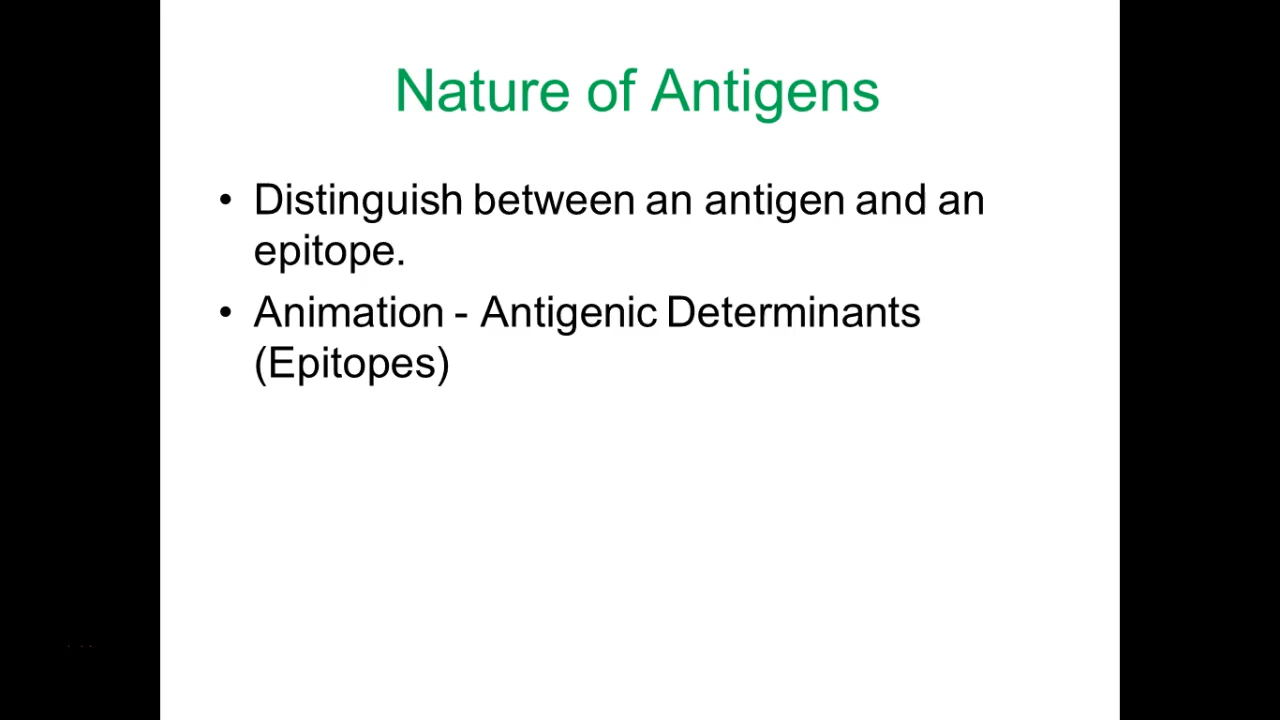 Nature of Antigens
• Distinguish between an antigen and an
epitope.
• Animation - Antigenic Determinants
(Epitopes)